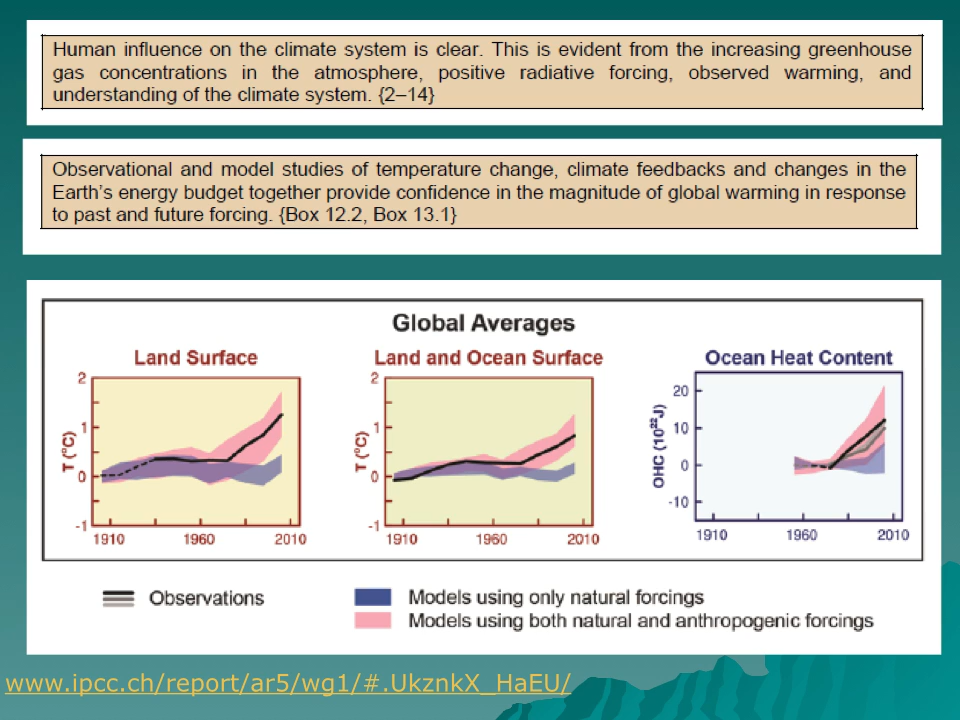 Human influence on the climate system is clear. This is evident from the increasing greenhouse
gas concentrations in the atmosphere, positive radiative forcing, observed warming, and
understanding of the climate system. {2–14}
Observational and model studies of temperature change, climate feedbacks and changes in the
Earth's energy budget together provide confidence in the magnitude of global warming in response
to past and future forcing. {Box 12.2, Box 13.1}
Global Averages
Land Surface
2
1
0
-1
T (°C)
1910 1960 2010
Land and Ocean Surface
2
1
0
-1
T (°C)
1910 1960 2010
Ocean Heat Content
20
10
0
-10
OHC (10²²J)
1910 1960 2010
Observations
Models using only natural forcings
Models using both natural and anthropogenic forcings
www.ipcc.ch/report/ar5/wg1/#.UkznkX_HaEU/